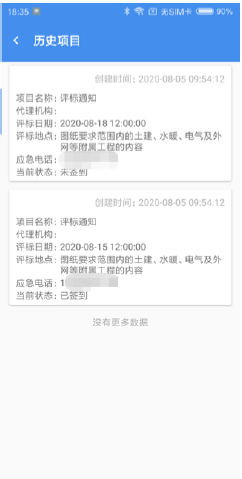 18:35 无SIM卡 90%
历史项目
创建时间: 2020-08-05 09:54:12
项目名称: 评标通知
代理机构:
评标日期: 2020-08-18 12:00:00
评标地点: 图纸要求范围内的土建、水暖、电气及外
网等附属工程的内容
应急电话:
当前状态: 未签到
创建时间: 2020-08-05 09:54:12
项目名称: 评标通知
代理机构:
评标日期: 2020-08-15 12:00:00
评标地点: 图纸要求范围内的土建、水暖、电气及外
网等附属工程的内容
应急电话: 1
当前状态: 已签到
没有更多数据